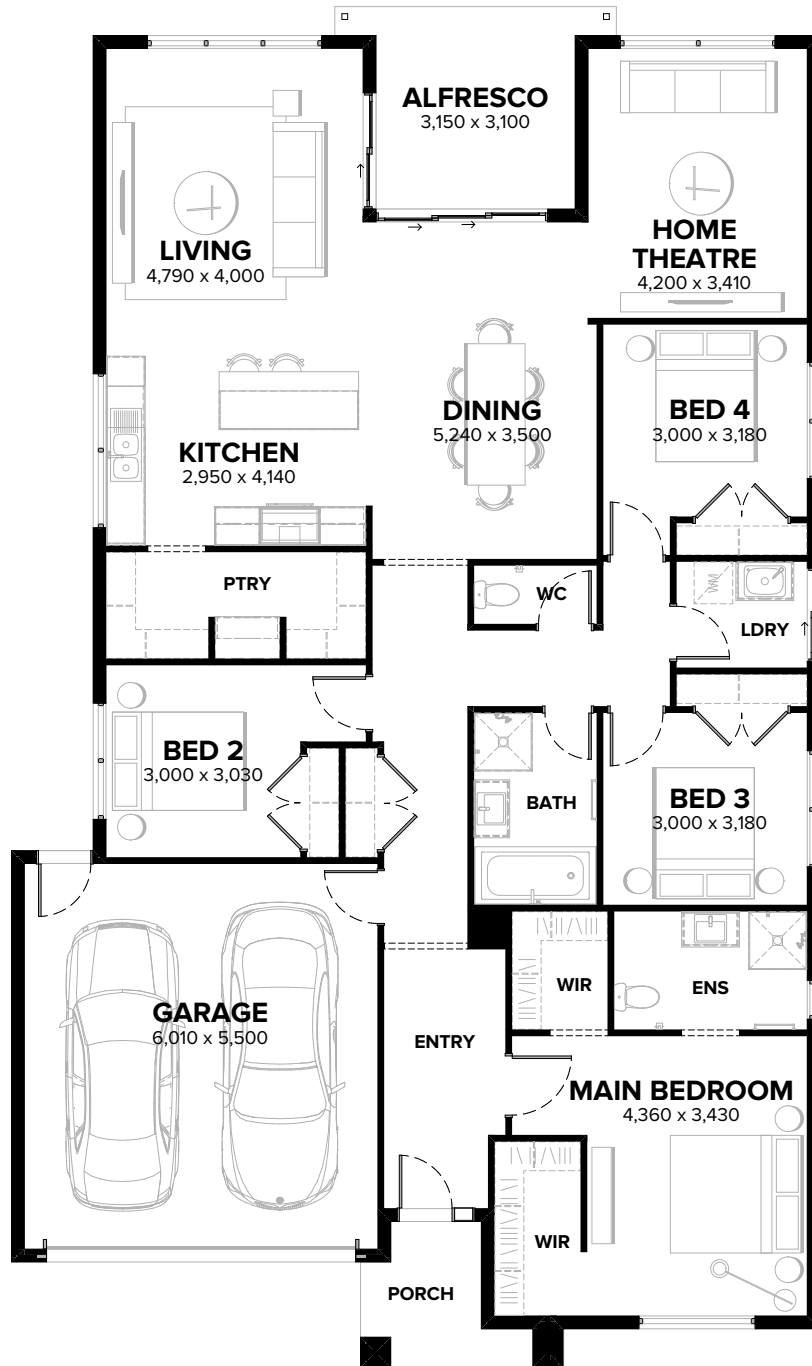 ALFRESCO
3,150 x 3,100
LIVING
4,790 x 4,000
HOME
THEATRE
4,200 x 3,410
KITCHEN
2,950 x 4,140
DINING
5,240 x 3,500
BED 4
3,000 x 3,180
PTRY
WC
WM
LDRY
BED 2
3,000 x 3,030
BATH
BED 3
3,000 x 3,180
GARAGE
6,010 x 5,500
ENTRY
WIR
ENS
MAIN BEDROOM
4,360 x 3,430
WIR
PORCH